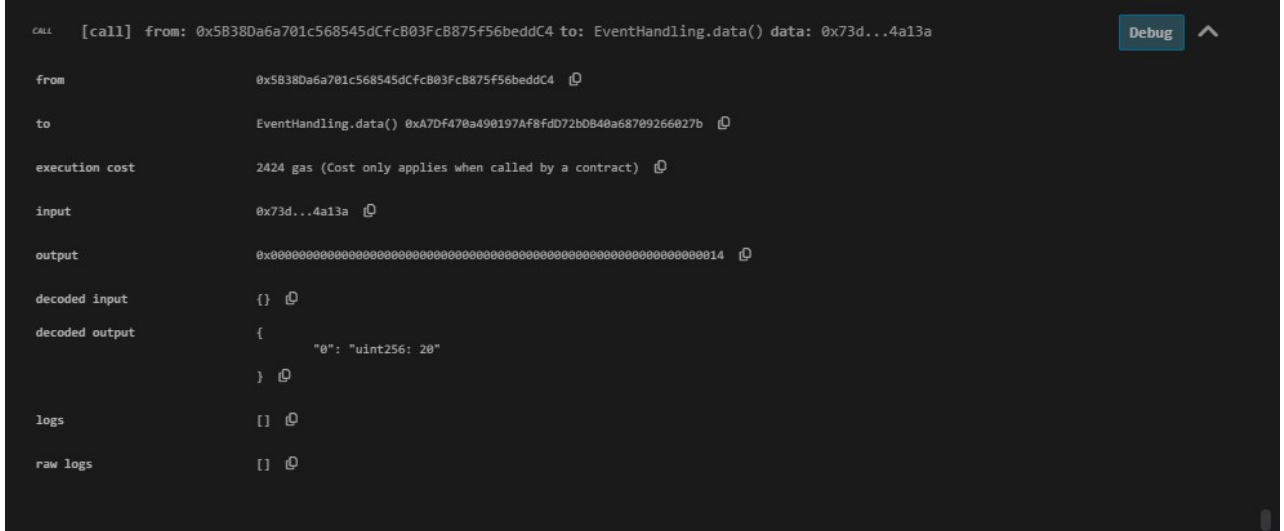 CALL [call] from: 0x5B38Da6a701c568545dCfcB03FcB875f56beddC4 to: EventHandling.data() data: 0x73d...4a13a Debug
from 0x5B38Da6a701c568545dCfcB03FcB875f56beddC4
to EventHandling.data() 0xA7Df470a490197Af8fdD72bDB40a68709266027b
execution cost 2424 gas (Cost only applies when called by a contract)
input 0x73d...4a13a
output 0x0000000000000000000000000000000000000000000000000000000000000014
decoded input {}
decoded output {
"0": "uint256: 20"
}
logs []
raw logs []